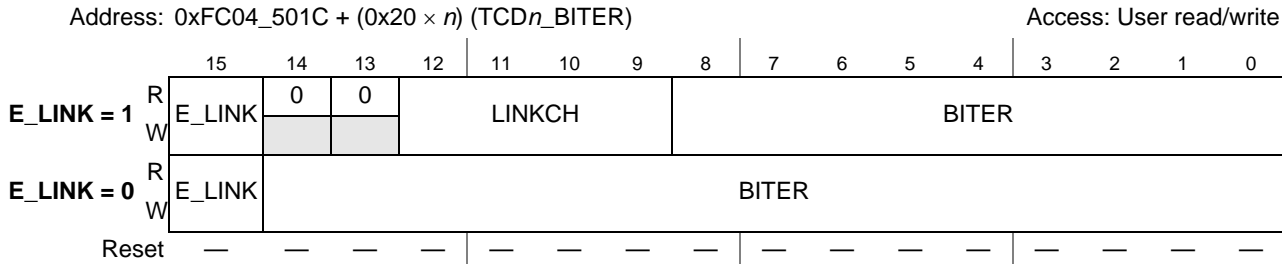 Address: 0xFC04_501C + (0x20 × n) (TCDn_BITER) Access: User read/write
15 14 13 12 11 10 9 8 7 6 5 4 3 2 1 0
E_LINK = 1 R W E_LINK 0 0 LINKCH BITER
E_LINK = 0 R W E_LINK BITER
Reset — — — — — — — — — — — — — — — —